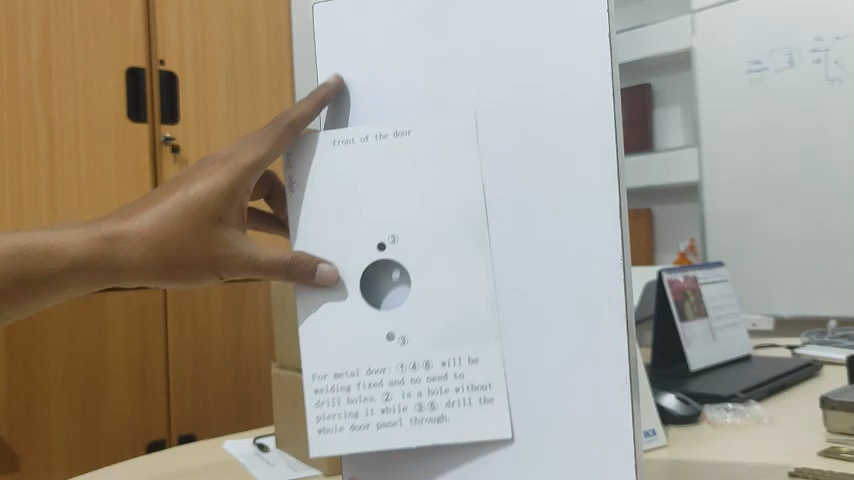 front of the door
③
③
For metal door: ①④⑥ will be
welding fixed and no need to
drill holes. ② is a hole without
piercing it while ③⑤ drill the
whole door panel through.